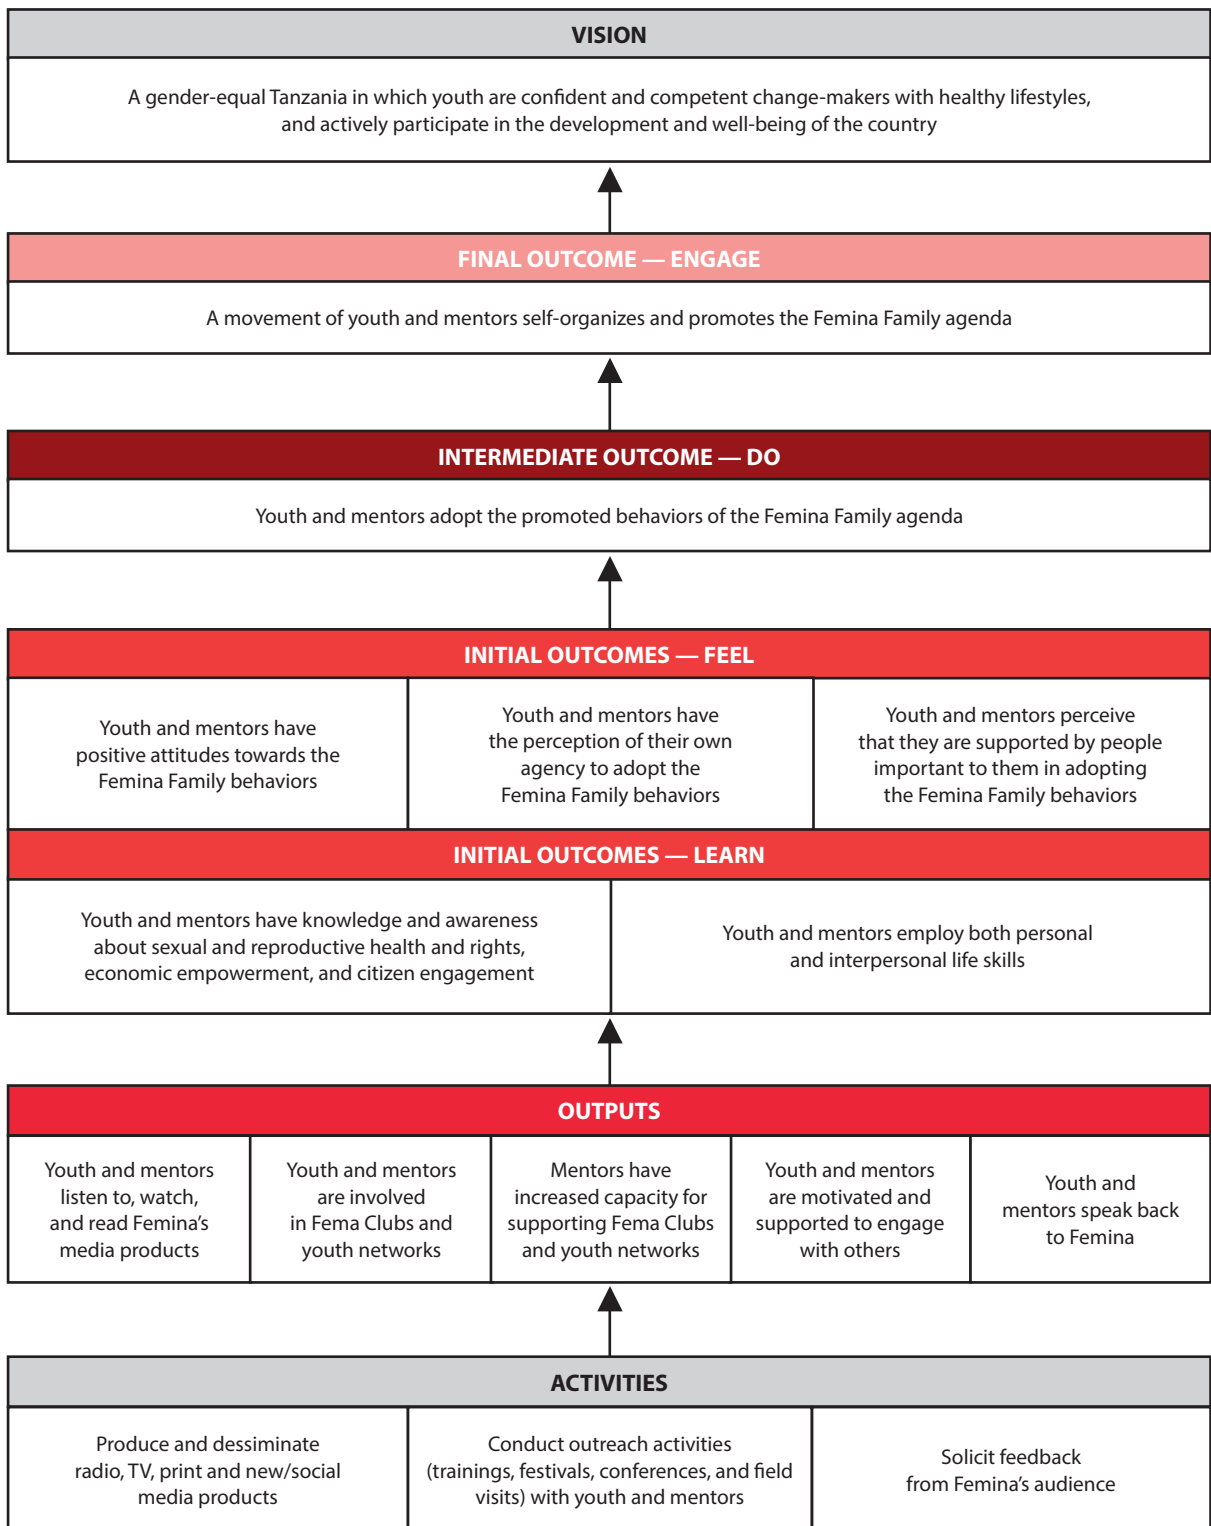 VISION
A gender-equal Tanzania in which youth are confident and competent change-makers with healthy lifestyles,
and actively participate in the development and well-being of the country
FINAL OUTCOME — ENGAGE
A movement of youth and mentors self-organizes and promotes the Femina Family agenda
INTERMEDIATE OUTCOME — DO
Youth and mentors adopt the promoted behaviors of the Femina Family agenda
INITIAL OUTCOMES — FEEL
Youth and mentors have
positive attitudes towards the
Femina Family behaviors
Youth and mentors have
the perception of their own
agency to adopt the
Femina Family behaviors
Youth and mentors perceive
that they are supported by people
important to them in adopting
the Femina Family behaviors
INITIAL OUTCOMES — LEARN
Youth and mentors have knowledge and awareness
about sexual and reproductive health and rights,
economic empowerment, and citizen engagement
Youth and mentors employ both personal
and interpersonal life skills
OUTPUTS
Youth and mentors
listen to, watch,
and read Femina's
media products
Youth and mentors
are involved
in Fema Clubs and
youth networks
Mentors have
increased capacity for
supporting Fema Clubs
and youth networks
Youth and mentors
are motivated and
supported to engage
with others
Youth and
mentors speak back
to Femina
ACTIVITIES
Produce and dessiminate
radio, TV, print and new/social
media products
Conduct outreach activities
(trainings, festivals, conferences, and field
visits) with youth and mentors
Solicit feedback
from Femina's audience